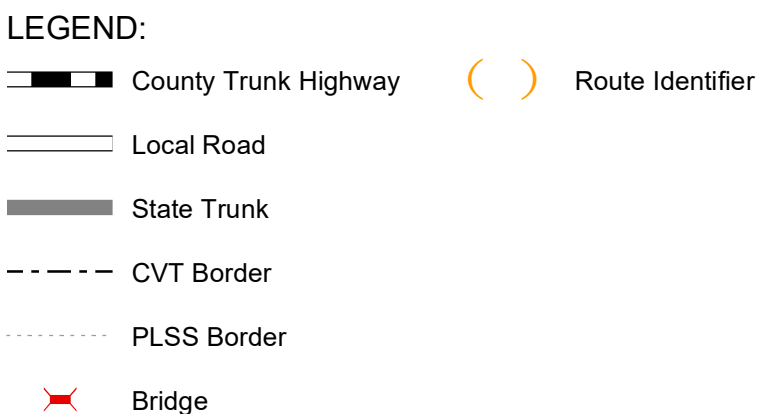 LEGEND:
County Trunk Highway
( ) Route Identifier
Local Road
State Trunk
CVT Border
PLSS Border
Bridge